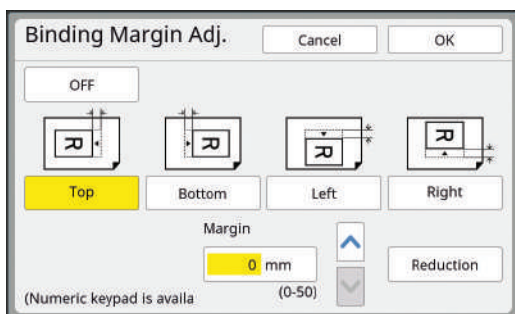 Binding Margin Adj.
Cancel
OK
OFF
R
R
R
R
Top
Bottom
Left
Right
Margin
0 mm
(0-50)
Reduction
(Numeric keypad is availa